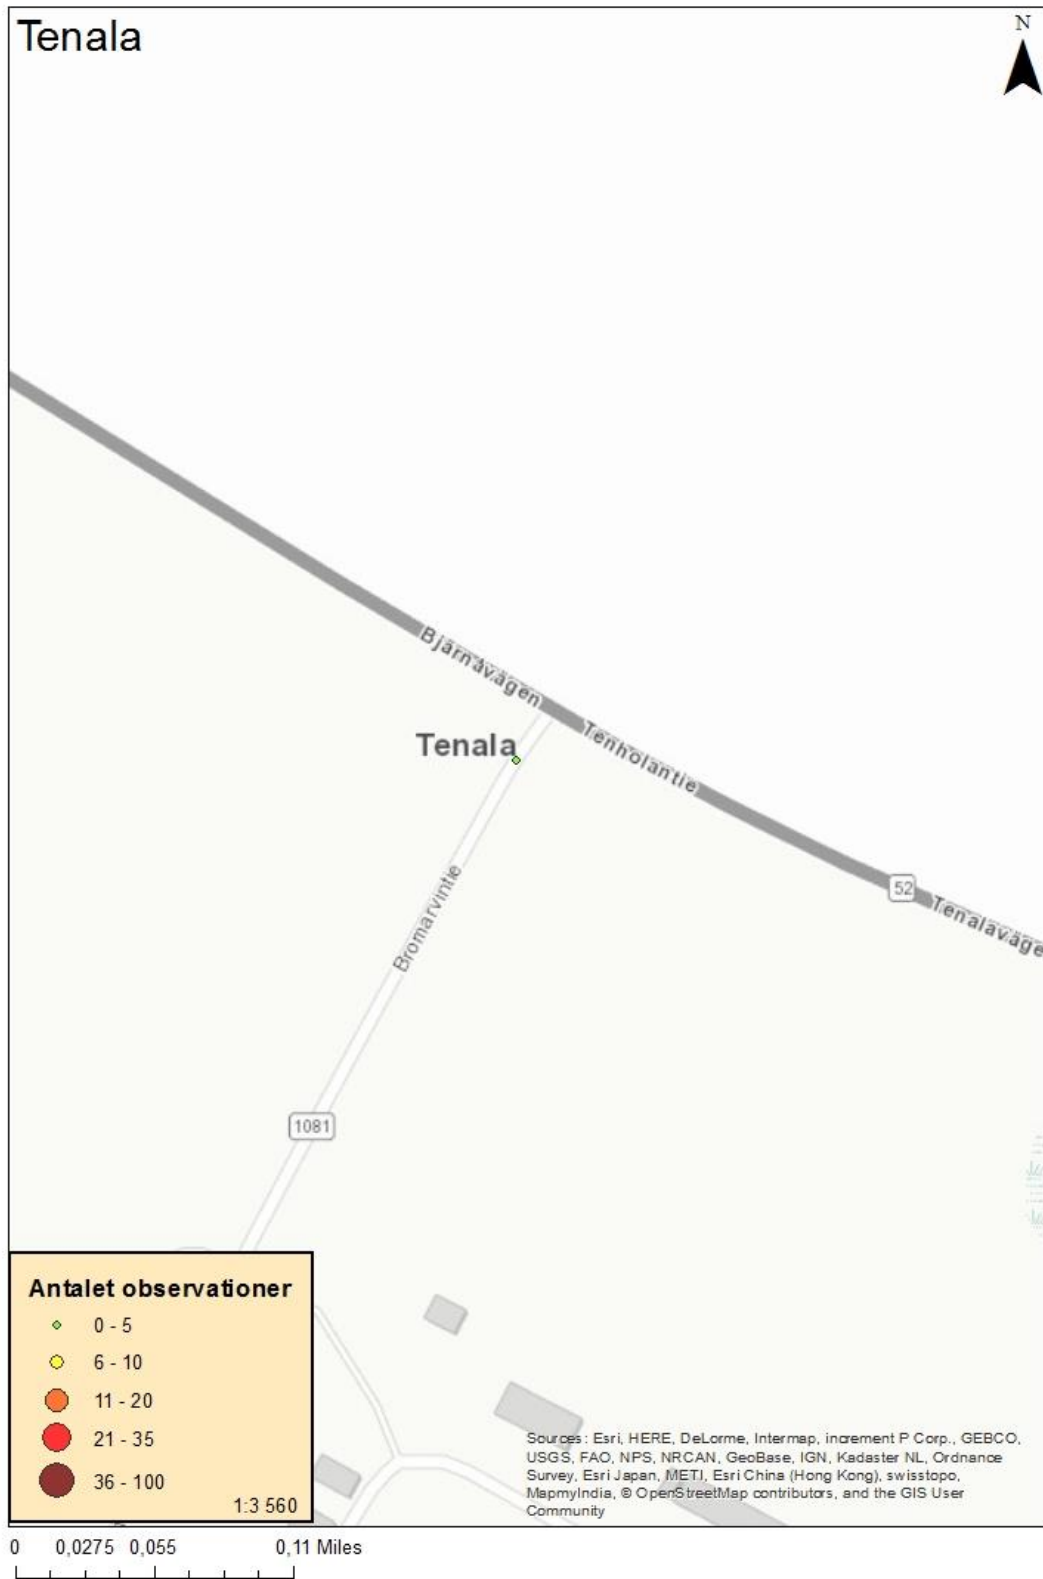 Tenala
N
Bjärnåvägen
Tenholantie
Tenala
52
Tenalaväge
Bromarvintie
1081
Antalet observationer
0 - 5
6 - 10
11 - 20
21 - 35
36 - 100
1:3 560
Sources: Esri, HERE, DeLorme, Intermap, increment P Corp., GEBCO,
USGS, FAO, NPS, NRCAN, GeoBase, IGN, Kadaster NL, Ordnance
Survey, Esri Japan, METI, Esri China (Hong Kong), swisstopo,
MapmyIndia, © OpenStreetMap contributors, and the GIS User
Community
0 0,0275 0,055 0,11 Miles